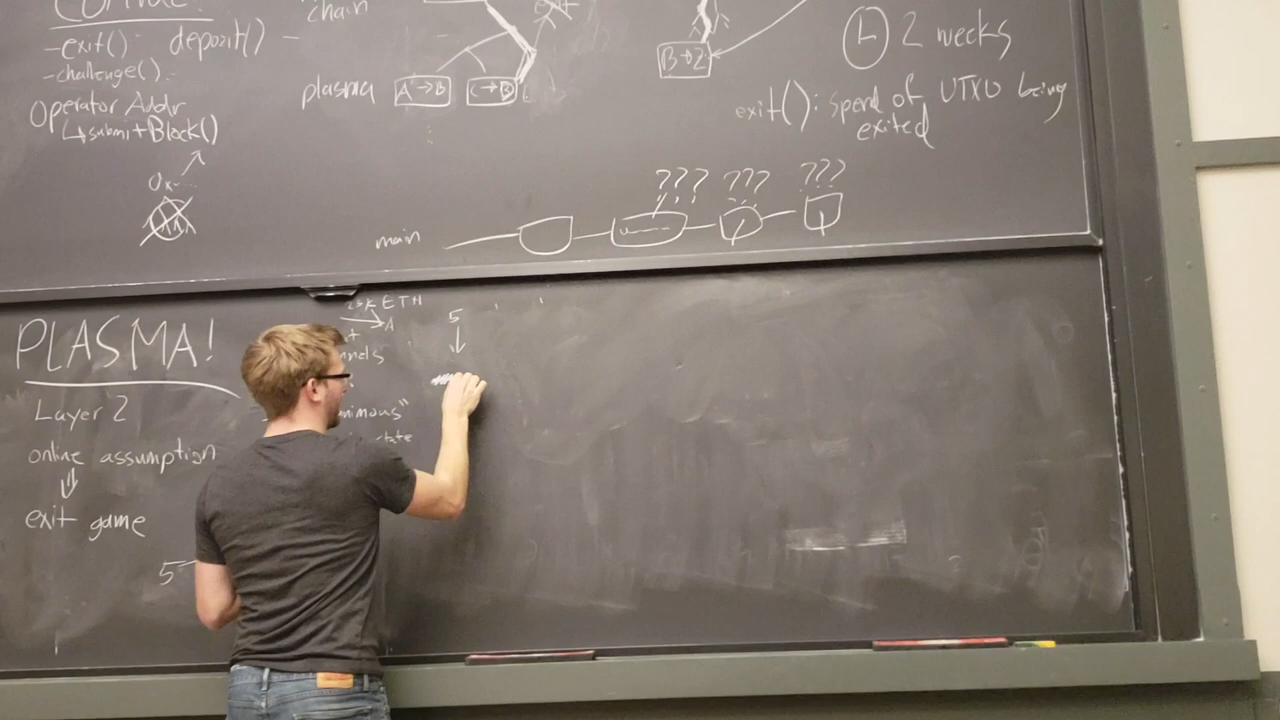 chain
-exit() deposit() -
-challenge()
Operator Addr
↳submitBlock()
Ok...
plasma
A→B
C→B
B→Z
2 weeks
exit(): spend of UTXO being
exited
??? ??? ???
main
PLASMA!
Layer 2
online assumption
⇓
exit game
5
ETH
→A
5
↓